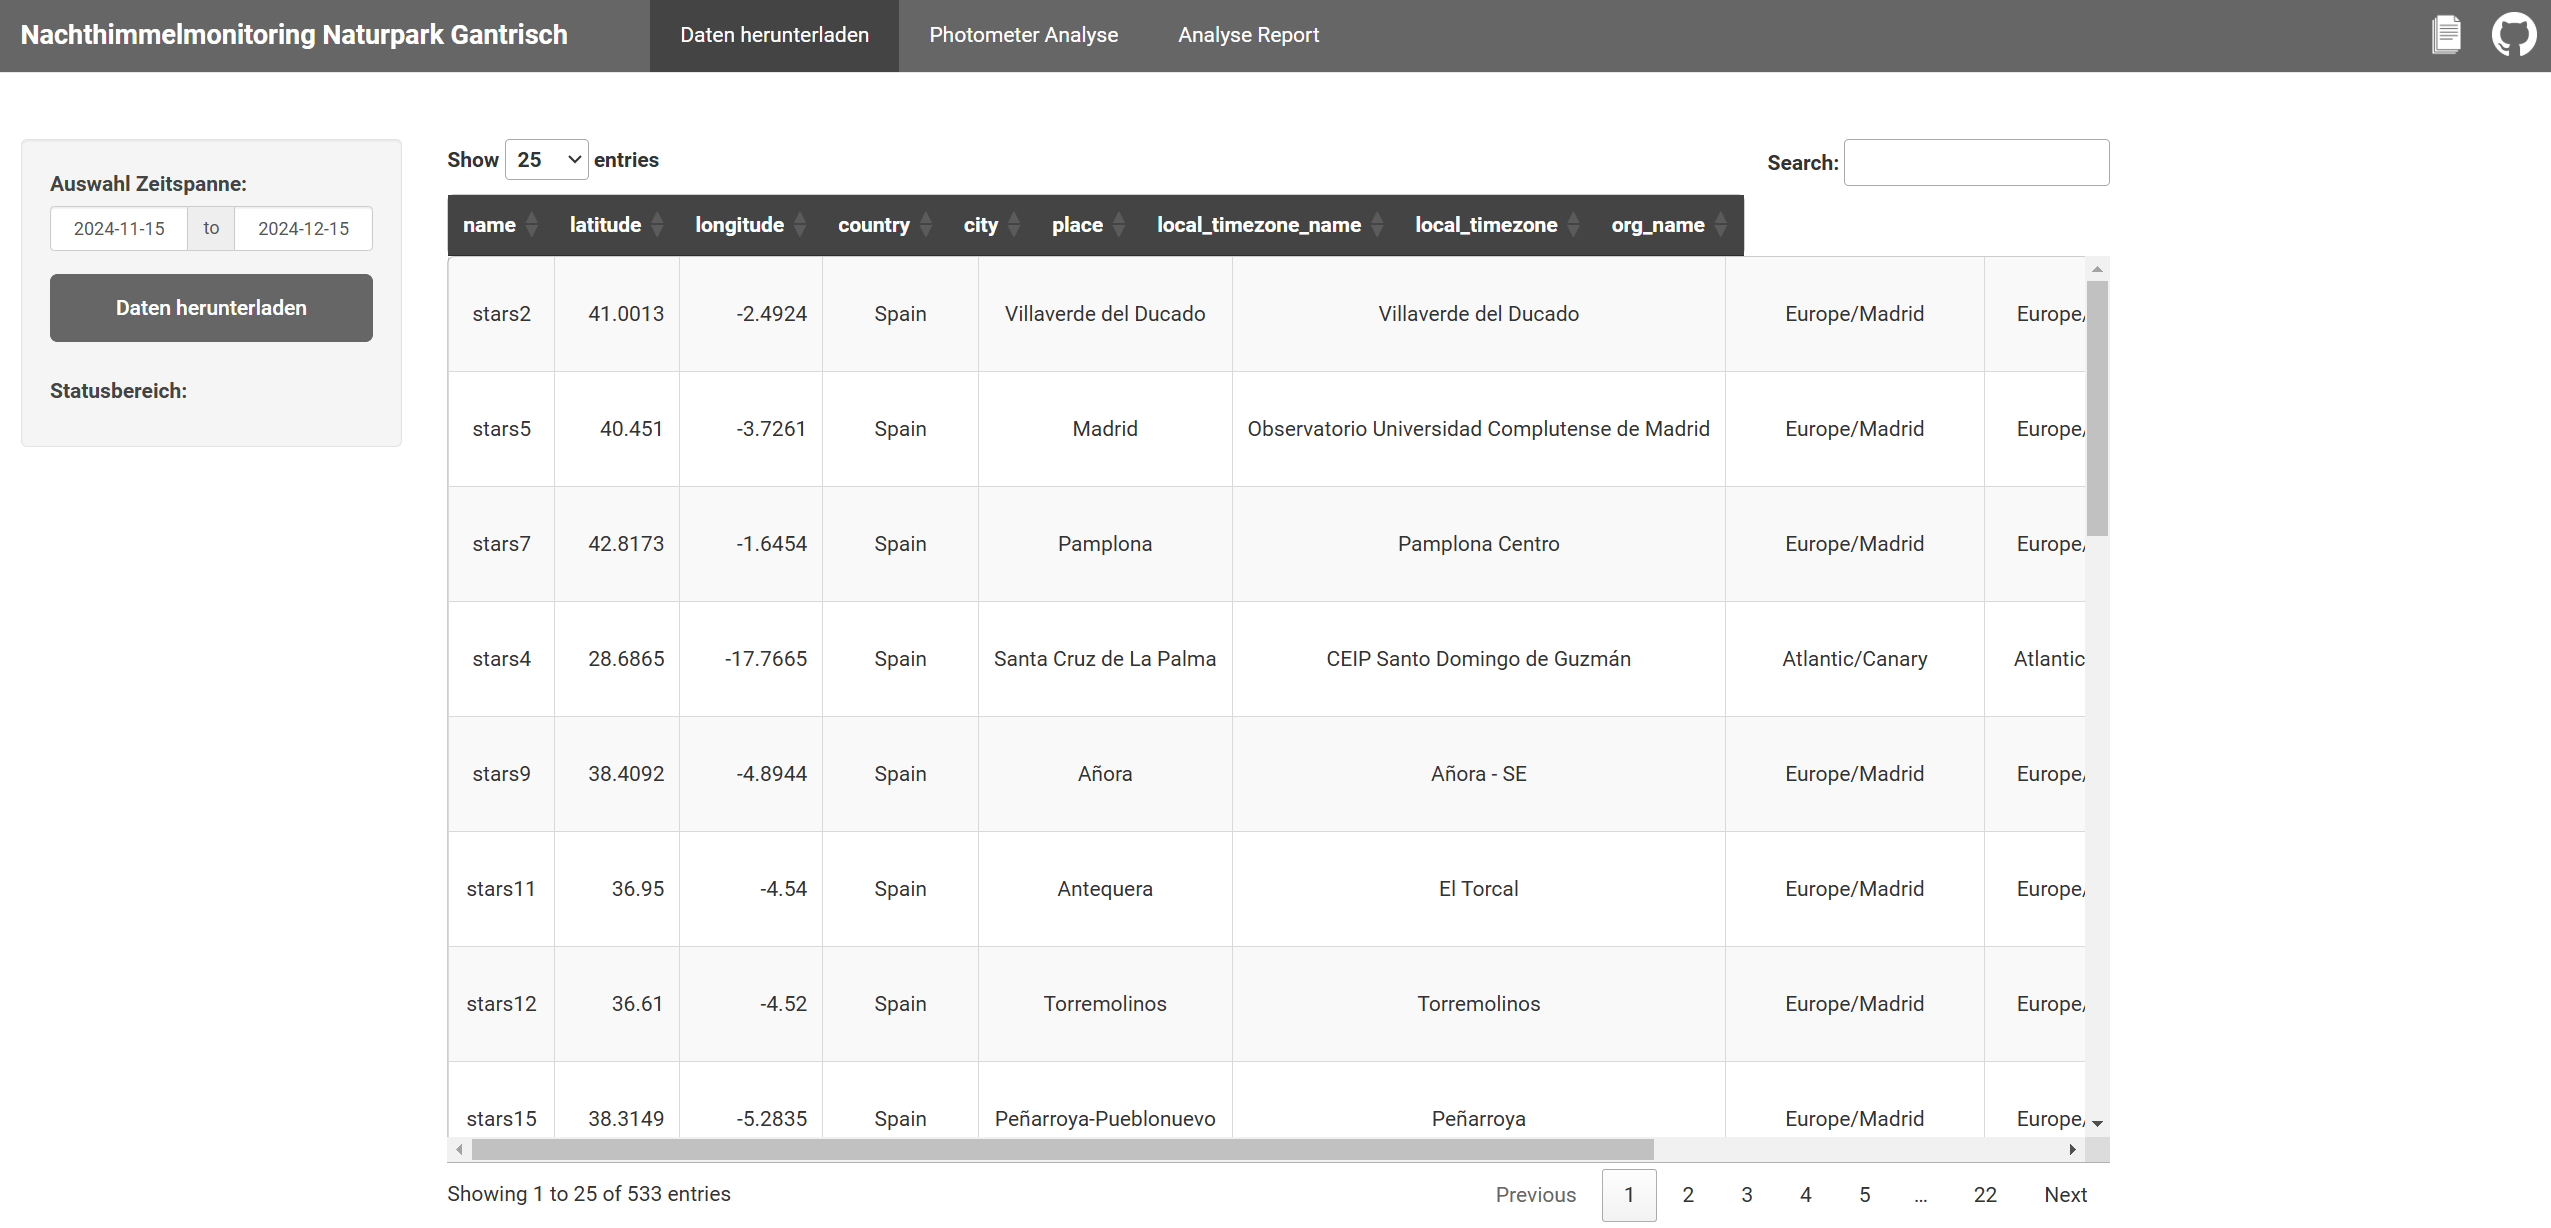 Nachthimmelmonitoring Naturpark Gantrisch Daten herunterladen Photometer Analyse Analyse Report
Auswahl Zeitspanne:
2024-11-15 to 2024-12-15
Daten herunterladen
Statusbereich:
Show 25 entries Search:
name latitude longitude country city place local_timezone_name local_timezone org_name
stars2 41.0013 -2.4924 Spain Villaverde del Ducado Villaverde del Ducado Europe/Madrid Europe/
stars5 40.451 -3.7261 Spain Madrid Observatorio Universidad Complutense de Madrid Europe/Madrid Europe/
stars7 42.8173 -1.6454 Spain Pamplona Pamplona Centro Europe/Madrid Europe/
stars4 28.6865 -17.7665 Spain Santa Cruz de La Palma CEIP Santo Domingo de Guzmán Atlantic/Canary Atlantic
stars9 38.4092 -4.8944 Spain Añora Añora - SE Europe/Madrid Europe/
stars11 36.95 -4.54 Spain Antequera El Torcal Europe/Madrid Europe/
stars12 36.61 -4.52 Spain Torremolinos Torremolinos Europe/Madrid Europe/
stars15 38.3149 -5.2835 Spain Peñarroya-Pueblonuevo Peñarroya Europe/Madrid Europe/
Showing 1 to 25 of 533 entries Previous 1 2 3 4 5 … 22 Next